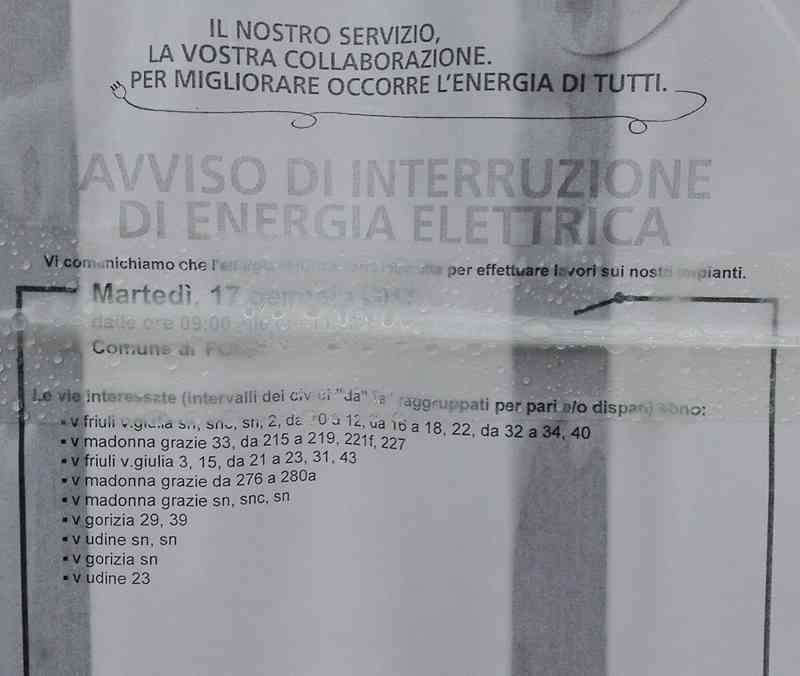 IL NOSTRO SERVIZIO,
LA VOSTRA COLLABORAZIONE.
PER MIGLIORARE OCCORRE L'ENERGIA DI TUTTI.
AVVISO DI INTERRUZIONE
DI ENERGIA ELETTRICA
Vi comunichiamo che per effettuare lavori sui nostri impianti.
Martedì, 17 gennaio
dalle ore 09:00
Comune di
Le vie interessate (intervalli dei civici "da" "a" raggruppati per pari e/o dispari) sono:
▪ v friuli v.giulia sn, snc, sn, 2, da 10 a 12, da 16 a 18, 22, da 32 a 34, 40
▪ v madonna grazie 33, da 215 a 219, 221f, 227
▪ v friuli v.giulia 3, 15, da 21 a 23, 31, 43
▪ v madonna grazie da 276 a 280a
▪ v madonna grazie sn, snc, sn
▪ v gorizia 29, 39
▪ v udine sn, sn
▪ v gorizia sn
▪ v udine 23